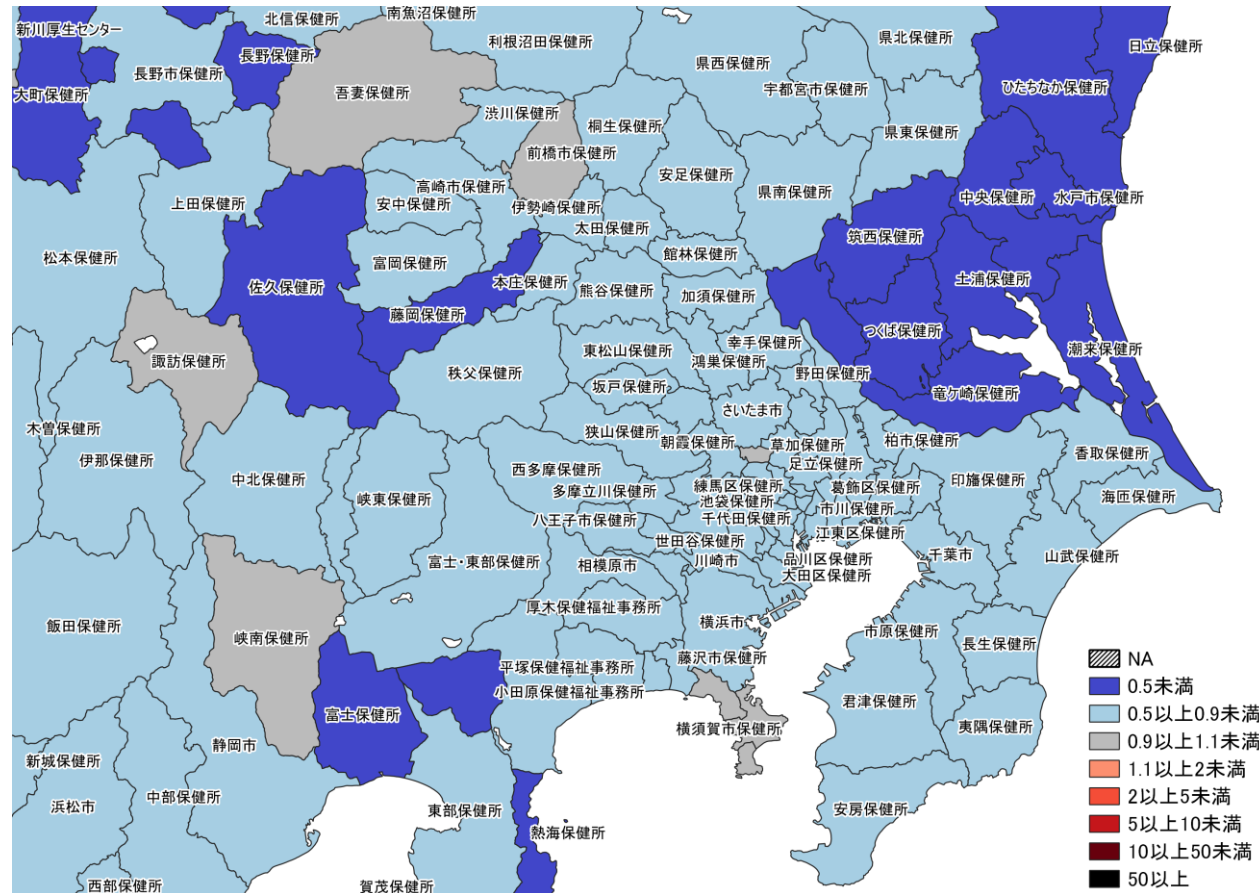 南魚沼保健所
北信保健所
新川厚生センター
県北保健所
利根沼田保健所
日立保健所
長野保健所
県西保健所
長野市保健所
大町保健所
宇都宮市保健所
ひたちなか保健所
吾妻保健所
渋川保健所
桐生保健所
県東保健所
前橋市保健所
安足保健所
高崎市保健所
県南保健所
中央保健所
水戸市保健所
上田保健所
安中保健所
伊勢崎保健所
太田保健所
筑西保健所
松本保健所
富岡保健所
館林保健所
土浦保健所
佐久保健所
本庄保健所
熊谷保健所
加須保健所
藤岡保健所
つくば保健所
幸手保健所
潮来保健所
東松山保健所
鴻巣保健所
諏訪保健所
秩父保健所
野田保健所
坂戸保健所
竜ケ崎保健所
さいたま市
木曽保健所
狭山保健所
朝霞保健所
草加保健所
柏市保健所
伊那保健所
香取保健所
西多摩保健所
足立保健所
中北保健所
峡東保健所
印旛保健所
練馬区保健所
葛飾区保健所
多摩立川保健所
池袋保健所
海匝保健所
市川保健所
八王子市保健所
千代田保健所
江東区保健所
世田谷保健所
山武保健所
富士・東部保健所
相模原市
川崎市
品川区保健所
千葉市
大田区保健所
厚木保健福祉事務所
飯田保健所
峡南保健所
横浜市
市原保健所
長生保健所
藤沢市保健所
平塚保健福祉事務所
小田原保健福祉事務所
君津保健所
富士保健所
夷隅保健所
横須賀市保健所
静岡市
新城保健所
浜松市
中部保健所
東部保健所
安房保健所
熱海保健所
西部保健所
賀茂保健所
NA
0.5未満
0.5以上0.9未満
0.9以上1.1未満
1.1以上2未満
2以上5未満
5以上10未満
10以上50未満
50以上